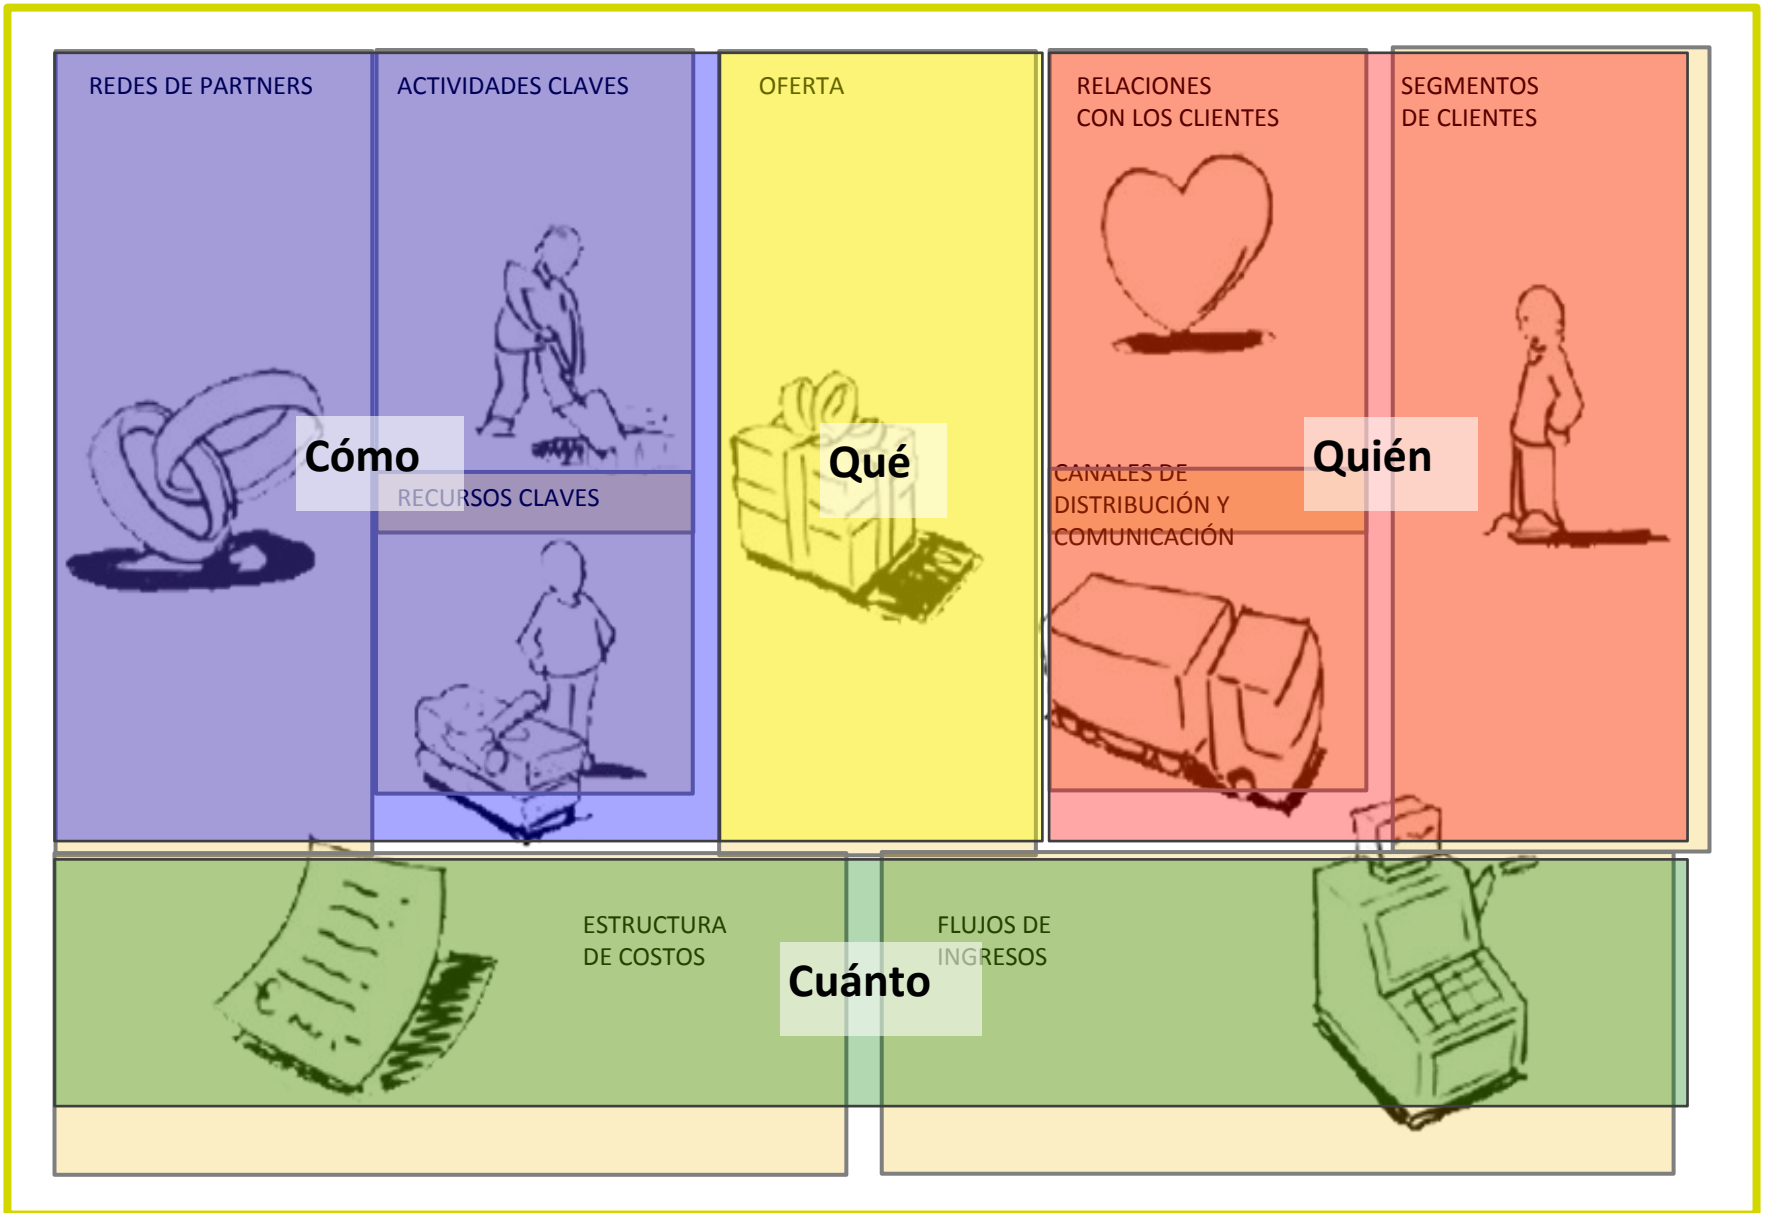 REDES DE PARTNERS
ACTIVIDADES CLAVES
OFERTA
RELACIONES
CON LOS CLIENTES
SEGMENTOS
DE CLIENTES
Cómo
Qué
Quién
RECURSOS CLAVES
CANALES DE
DISTRIBUCIÓN Y
COMUNICACIÓN
ESTRUCTURA
DE COSTOS
FLUJOS DE
INGRESOS
Cuánto